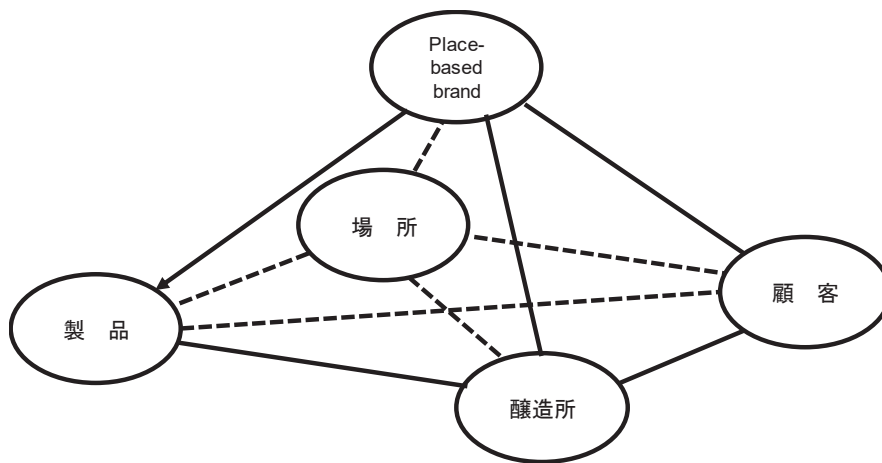 Place-
based
brand
場　所
製　品
顧　客
醸造所